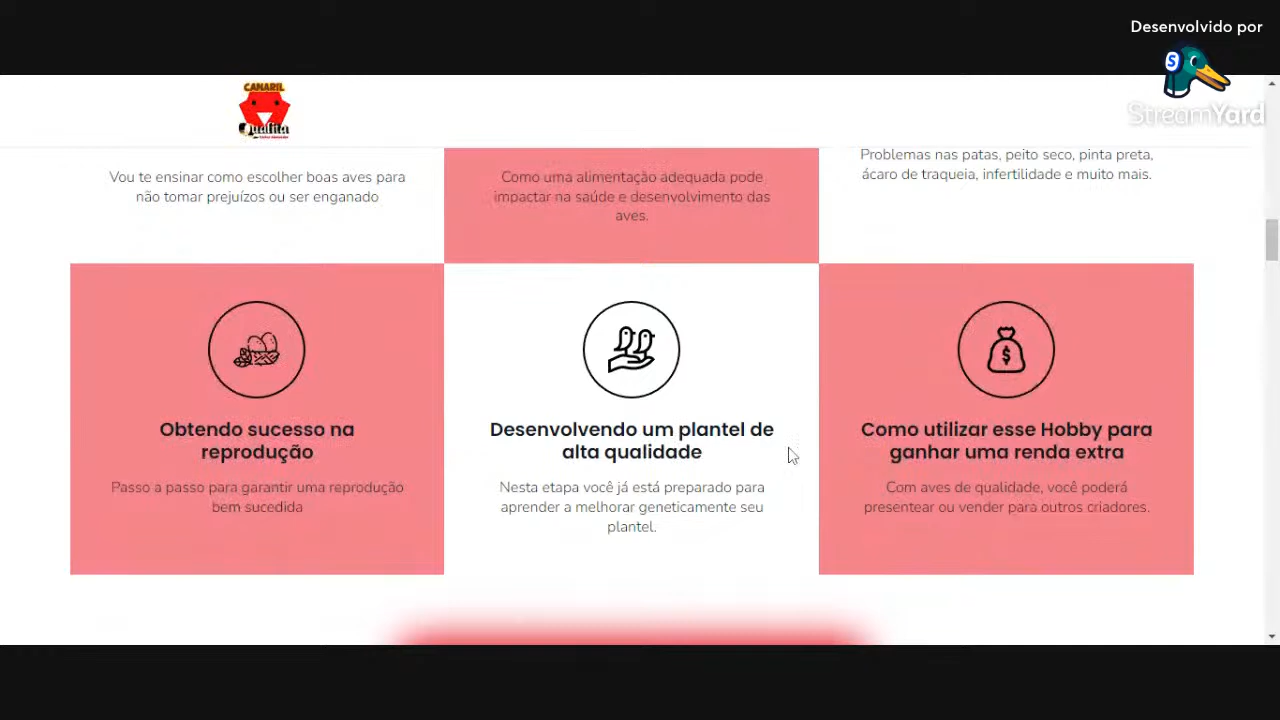 Desenvolvido por
StreamYard
CANARIL
Qualitá
Vou te ensinar como escolher boas aves para
não tomar prejuízos ou ser enganado
Como uma alimentação adequada pode
impactar na saúde e desenvolvimento das
aves.
Problemas nas patas, peito seco, pinta preta,
ácaro de traqueia, infertilidade e muito mais.
Obtendo sucesso na
reprodução
Passo a passo para garantir uma reprodução
bem sucedida
Desenvolvendo um plantel de
alta qualidade
Nesta etapa você já está preparado para
aprender a melhorar geneticamente seu
plantel.
Como utilizar esse Hobby para
ganhar uma renda extra
Com aves de qualidade, você poderá
presentear ou vender para outros criadores.